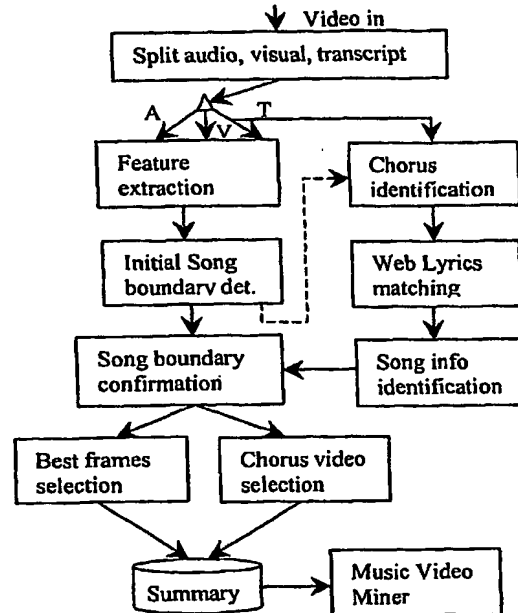 Video in
Split audio, visual, transcript
A
V
T
Feature
extraction
Chorus
identification
Initial Song
boundary det.
Web Lyrics
matching
Song boundary
confirmation
Song info
identification
Best frames
selection
Chorus video
selection
Summary
Music Video
Miner